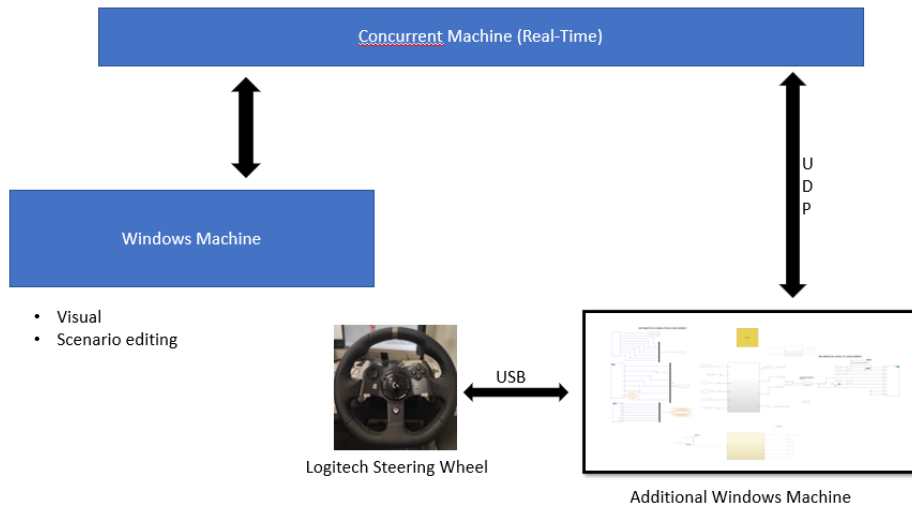 Concurrent Machine (Real-Time)
U
D
P
Windows Machine
• Visual
• Scenario editing
USB
Logitech Steering Wheel
Additional Windows Machine